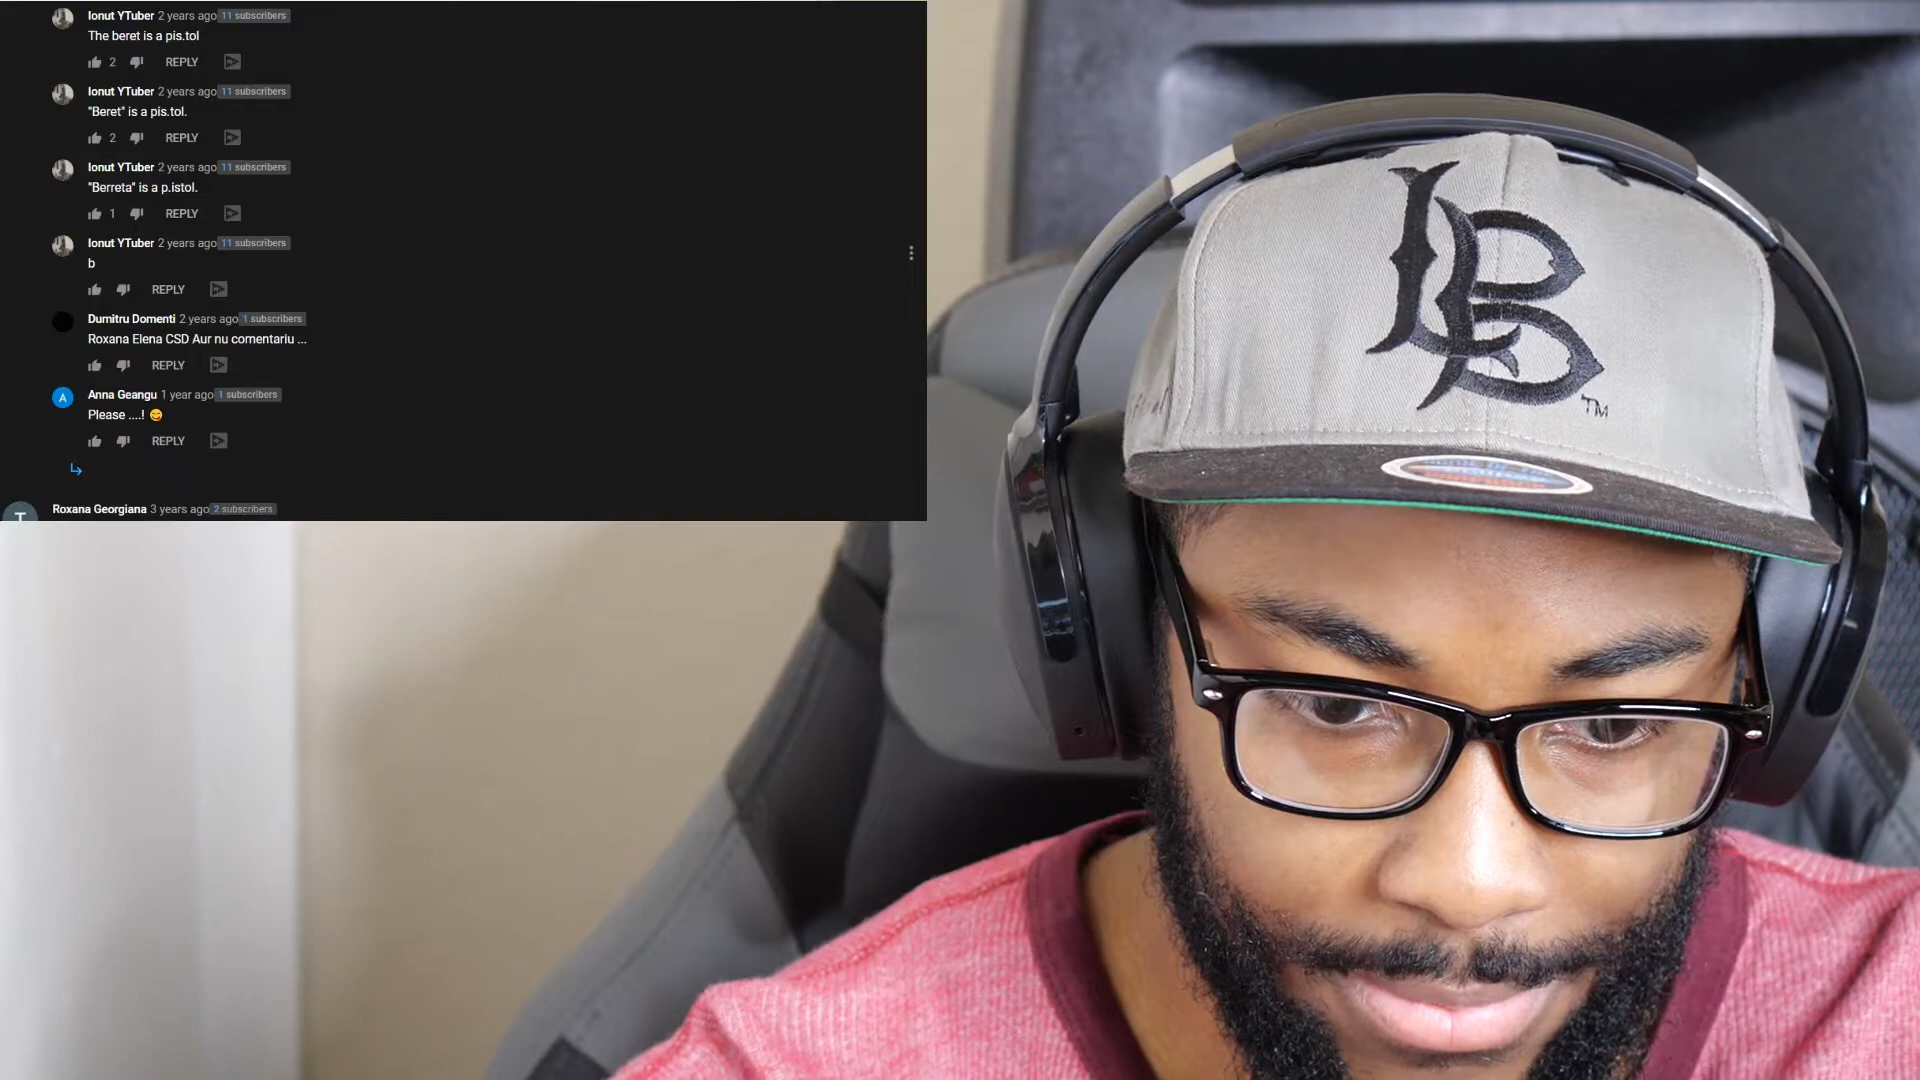 Ionut YTuber 2 years ago 11 subscribers
The beret is a pis.tol
2 REPLY
Ionut YTuber 2 years ago 11 subscribers
"Beret" is a pis.tol.
2 REPLY
Ionut YTuber 2 years ago 11 subscribers
"Berreta" is a p.istol.
1 REPLY
Ionut YTuber 2 years ago 11 subscribers
b
REPLY
Dumitru Domenti 2 years ago 1 subscribers
Roxana Elena CSD Aur nu comentariu ...
REPLY
A
Anna Geangu 1 year ago 1 subscribers
Please ....! 😋
REPLY
T
Roxana Georgiana 3 years ago 2 subscribers
LB
TM